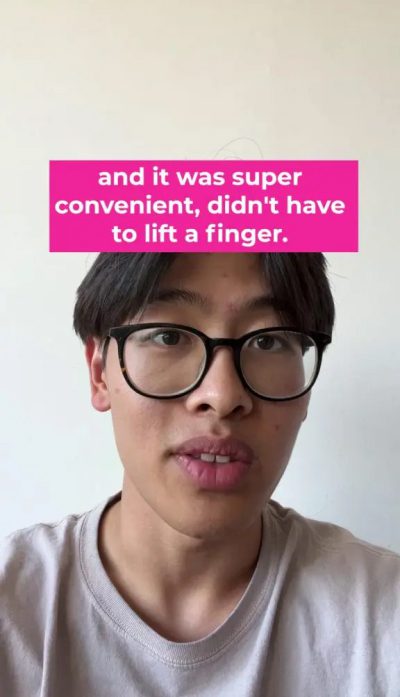 and it was super
convenient, didn't have
to lift a finger.